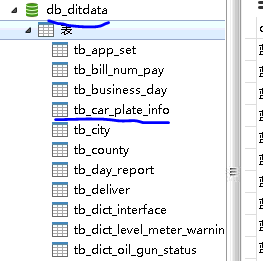 db_ditdata
表
tb_app_set
tb_bill_num_pay
tb_business_day
tb_car_plate_info
tb_city
tb_county
tb_day_report
tb_deliver
tb_dict_interface
tb_dict_level_meter_warnin
tb_dict_oil_gun_status